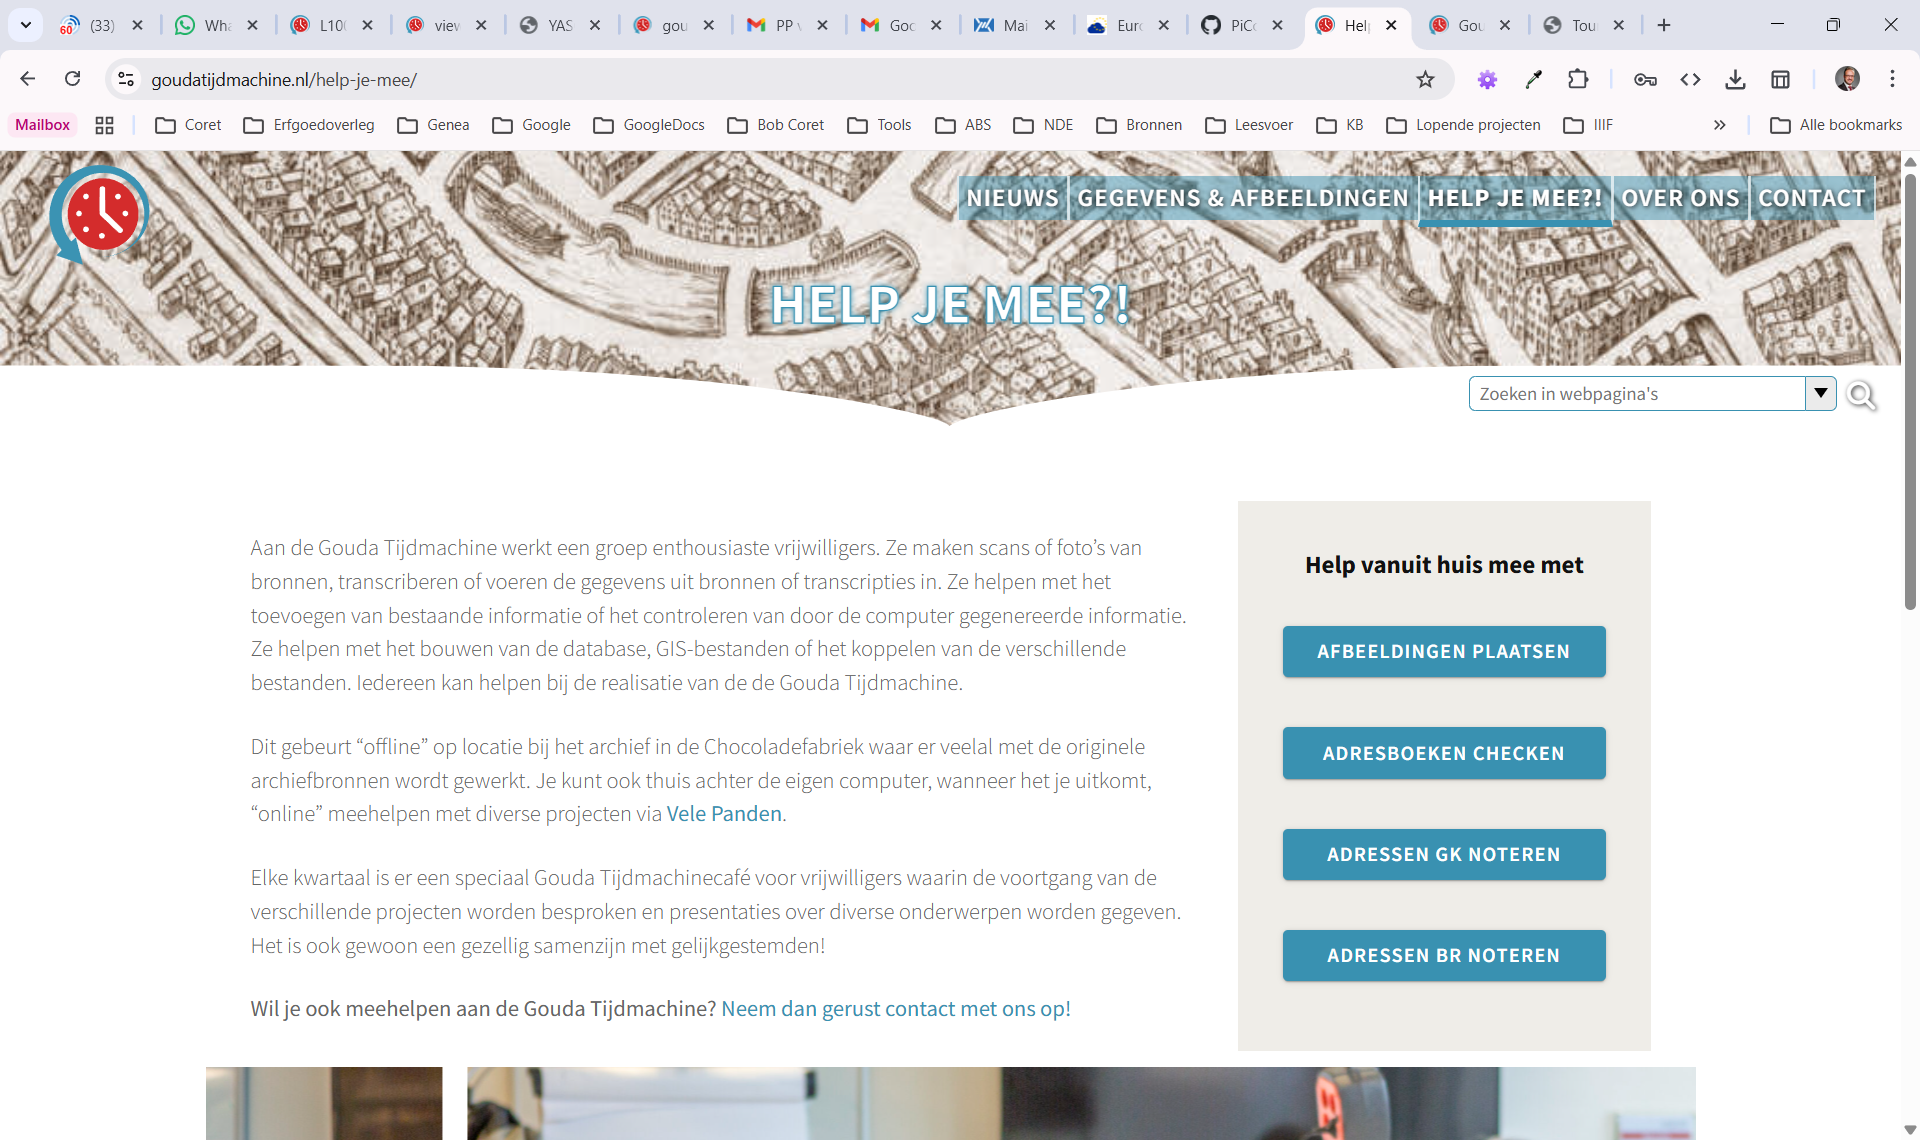 (33)
Wha
L10
view
YAS
gou
PP v
Goc
Mai
Euro
PiCo
Help
Gou
Tou
goudatijdmachine.nl/help-je-mee/
Mailbox
Coret
Erfgoedoverleg
Genea
Google
GoogleDocs
Bob Coret
Tools
ABS
NDE
Bronnen
Leesvoer
KB
Lopende projecten
IIIF
Alle bookmarks
NIEUWS
GEGEVENS & AFBEELDINGEN
HELP JE MEE?!
OVER ONS
CONTACT
HELP JE MEE?!
Zoeken in webpagina's
Aan de Gouda Tijdmachine werkt een groep enthousiaste vrijwilligers. Ze maken scans of foto’s van
bronnen, transcriberen of voeren de gegevens uit bronnen of transcripties in. Ze helpen met het
toevoegen van bestaande informatie of het controleren van door de computer gegenereerde informatie.
Ze helpen met het bouwen van de database, GIS-bestanden of het koppelen van de verschillende
bestanden. Iedereen kan helpen bij de realisatie van de de Gouda Tijdmachine.
Dit gebeurt “offline” op locatie bij het archief in de Chocoladefabriek waar er veelal met de originele
archiefbronnen wordt gewerkt. Je kunt ook thuis achter de eigen computer, wanneer het je uitkomt,
“online” meehelpen met diverse projecten via Vele Panden.
Elke kwartaal is er een speciaal Gouda Tijdmachinecafé voor vrijwilligers waarin de voortgang van de
verschillende projecten worden besproken en presentaties over diverse onderwerpen worden gegeven.
Het is ook gewoon een gezellig samenzijn met gelijkgestemden!
Wil je ook meehelpen aan de Gouda Tijdmachine? Neem dan gerust contact met ons op!
Help vanuit huis mee met
AFBEELDINGEN PLAATSEN
ADRESBOEKEN CHECKEN
ADRESSEN GK NOTEREN
ADRESSEN BR NOTEREN